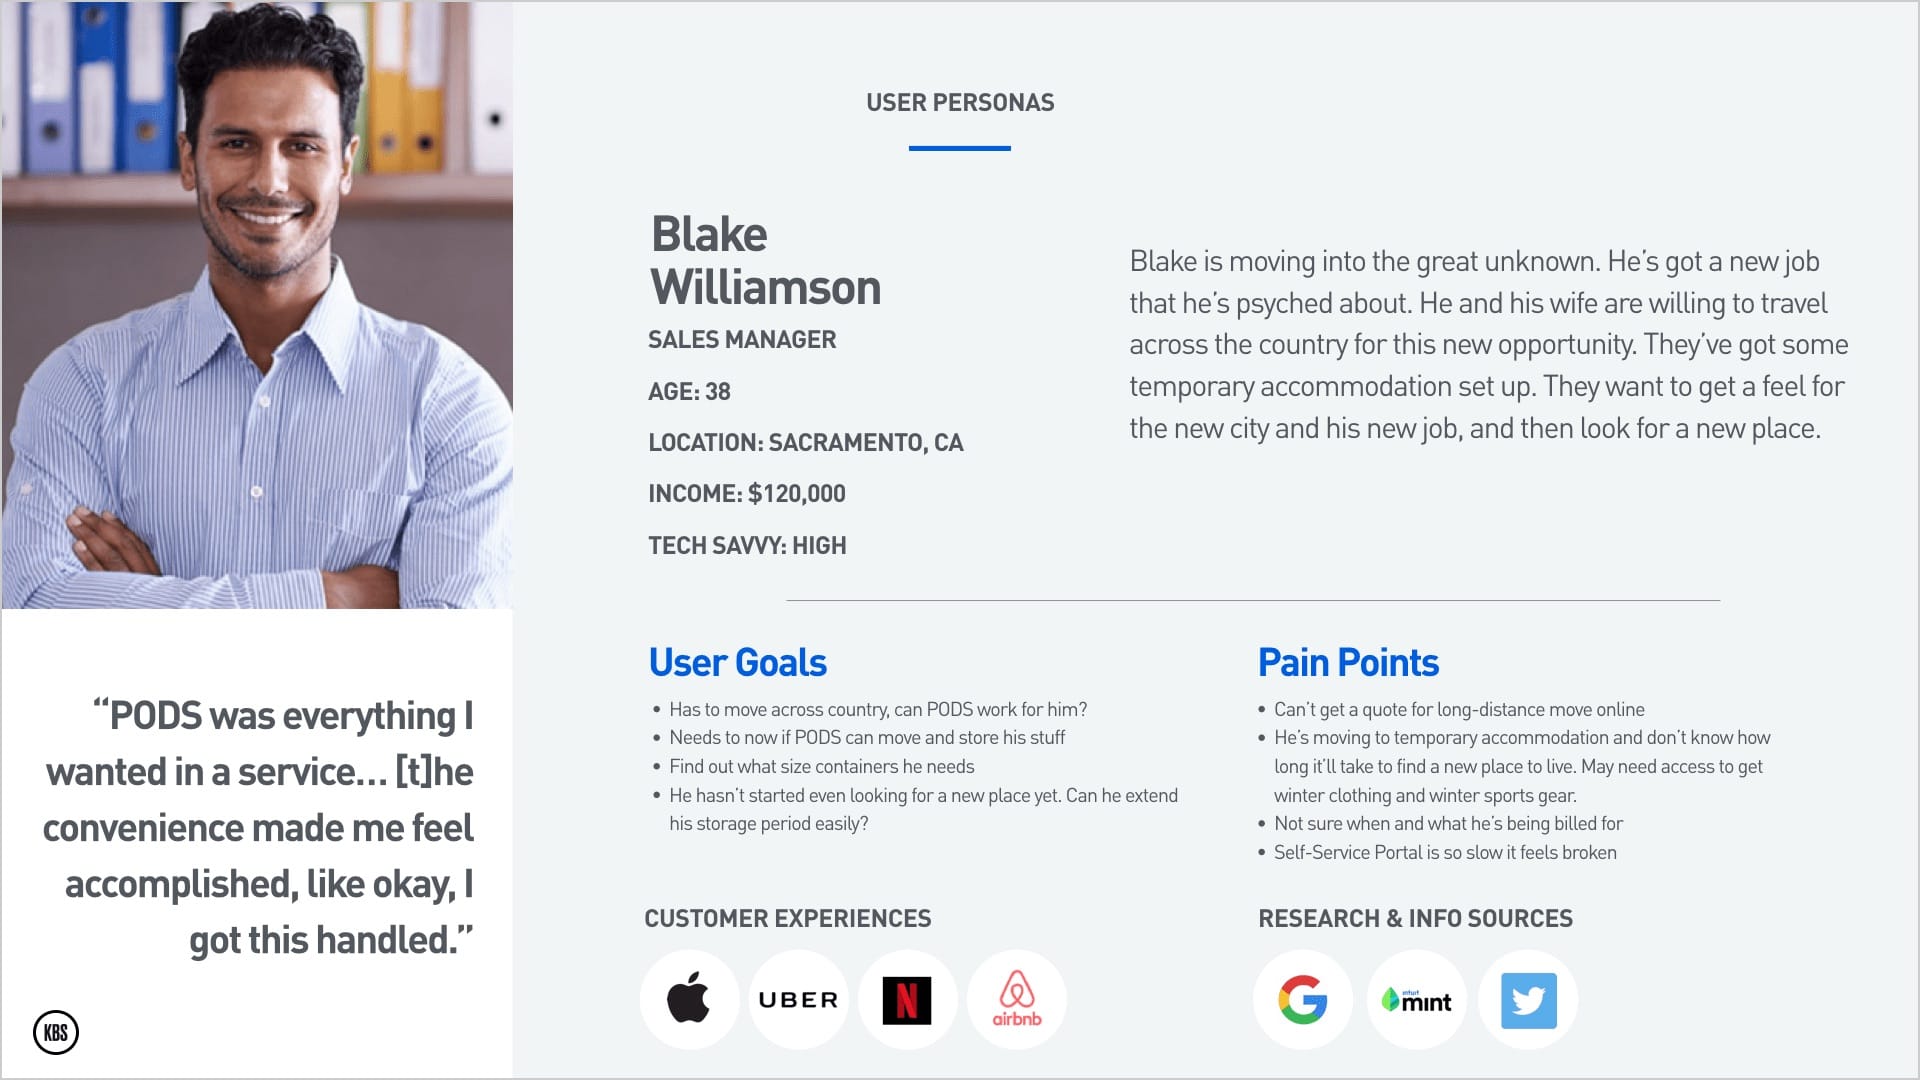 USER PERSONAS
Blake
Williamson
SALES MANAGER
AGE: 38
LOCATION: SACRAMENTO, CA
INCOME: $120,000
TECH SAVVY: HIGH
Blake is moving into the great unknown. He’s got a new job
that he’s psyched about. He and his wife are willing to travel
across the country for this new opportunity. They’ve got some
temporary accommodation set up. They want to get a feel for
the new city and his new job, and then look for a new place.
“PODS was everything I
wanted in a service... [t]he
convenience made me feel
accomplished, like okay, I
got this handled.”
KBS
User Goals
• Has to move across country, can PODS work for him?
• Needs to now if PODS can move and store his stuff
• Find out what size containers he needs
• He hasn’t started even looking for a new place yet. Can he extend
his storage period easily?
Pain Points
• Can’t get a quote for long-distance move online
• He’s moving to temporary accommodation and don’t know how
long it’ll take to find a new place to live. May need access to get
winter clothing and winter sports gear.
• Not sure when and what he’s being billed for
• Self-Service Portal is so slow it feels broken
CUSTOMER EXPERIENCES
UBER
N
airbnb
RESEARCH & INFO SOURCES
G
intuit
mint